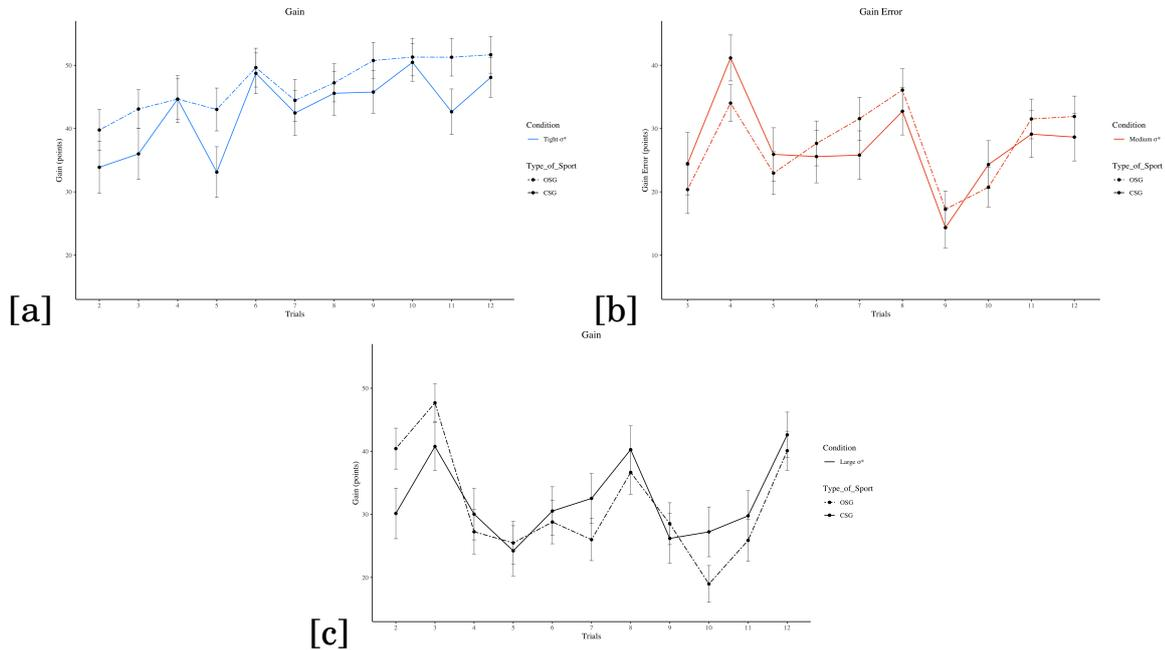 Gain
50
40
30
20
Gain (points)
2 3 4 5 6 7 8 9 10 11 12
Trials
Condition
Tight σ*
Type_of_Sport
OSG
CSG
[a]
Gain Error
40
30
20
10
Gain Error (points)
3 4 5 6 7 8 9 10 11 12
Trials
Condition
Medium σ*
Type_of_Sport
OSG
CSG
[b]
Gain
50
40
30
20
Gain (points)
2 3 4 5 6 7 8 9 10 11 12
Trials
Condition
Large σ*
Type_of_Sport
OSG
CSG
[c]